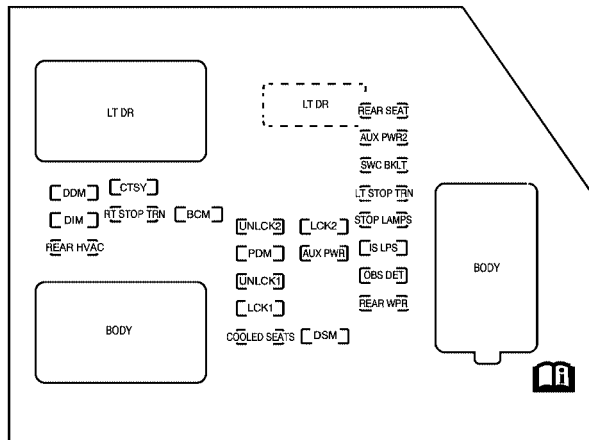 LT DR
LT DR
REAR SEAT
AUX PWR2
SWC BKLT
DDM
CTSY
LT STOP TRN
DIM
RT STOP TRN
BCM
UNLCK2
LCK2
STOP LAMPS
REAR HVAC
PDM
AUX PWR
IS LPS
BODY
UNLCK1
OBS DET
LCK1
REAR WPR
BODY
COOLED SEATS
DSM
i